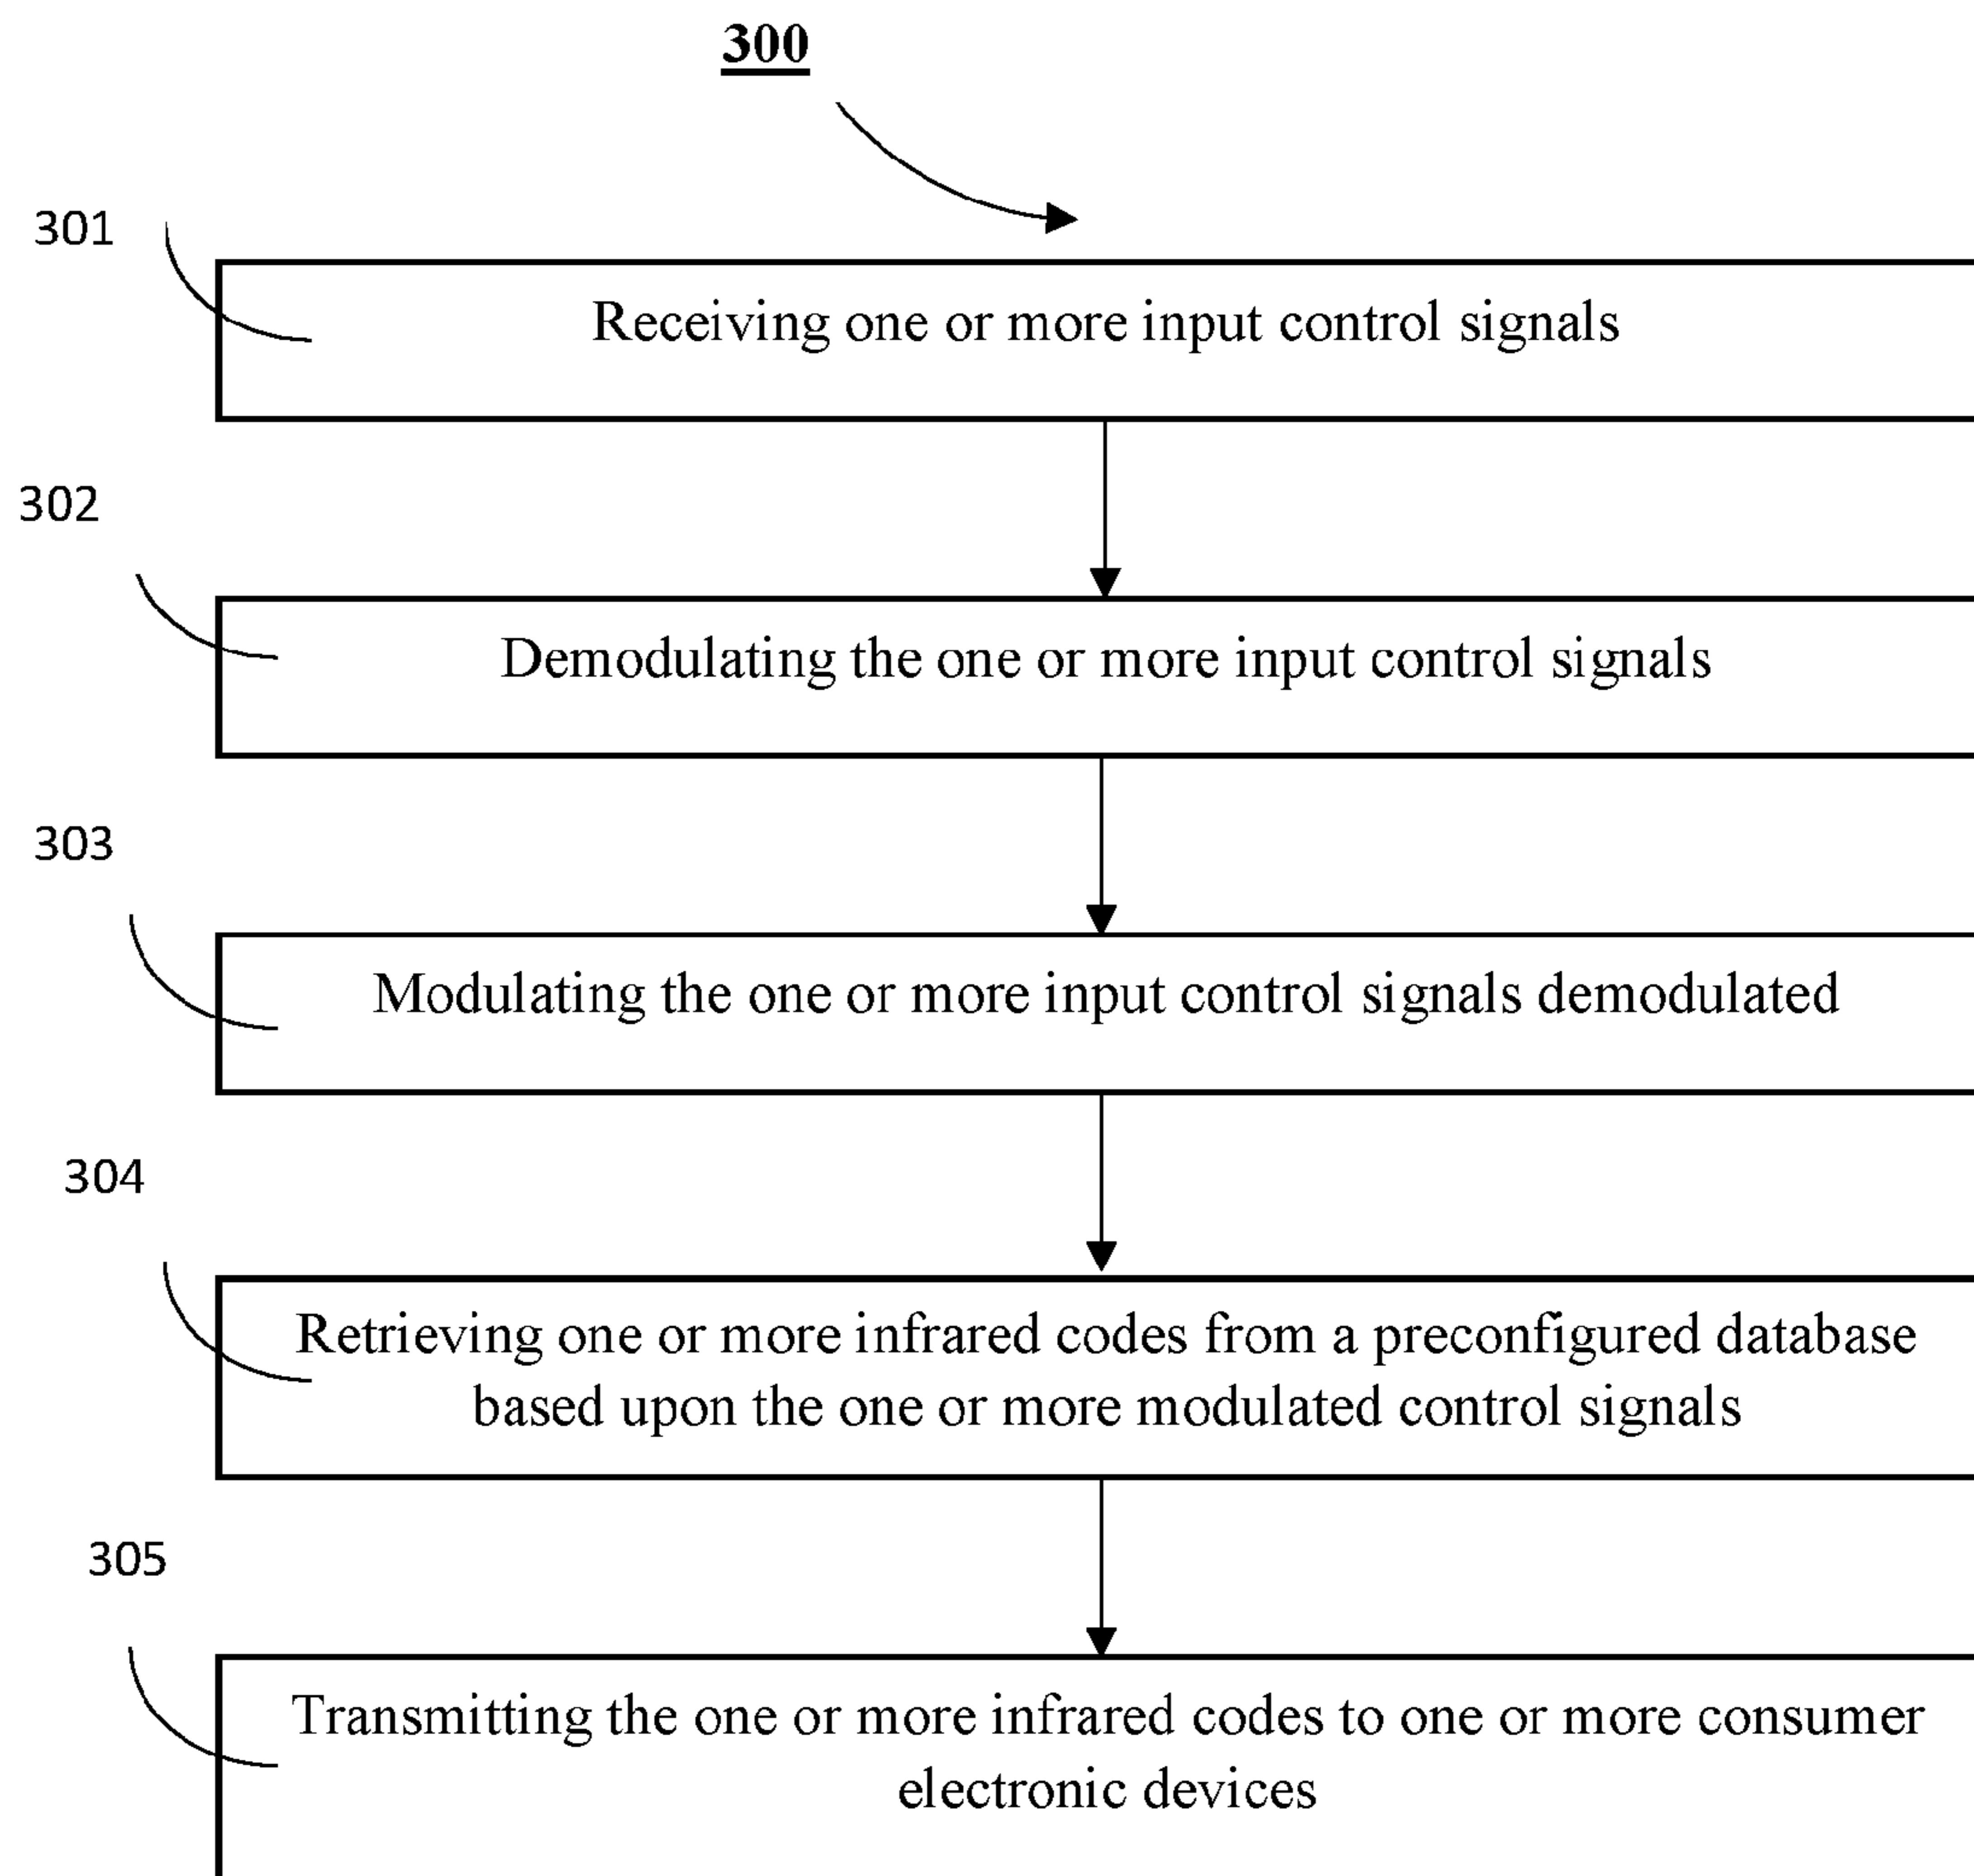 300
301
Receiving one or more input control signals
302
Demodulating the one or more input control signals
303
Modulating the one or more input control signals demodulated
304
Retrieving one or more infrared codes from a preconfigured database
based upon the one or more modulated control signals
305
Transmitting the one or more infrared codes to one or more consumer
electronic devices